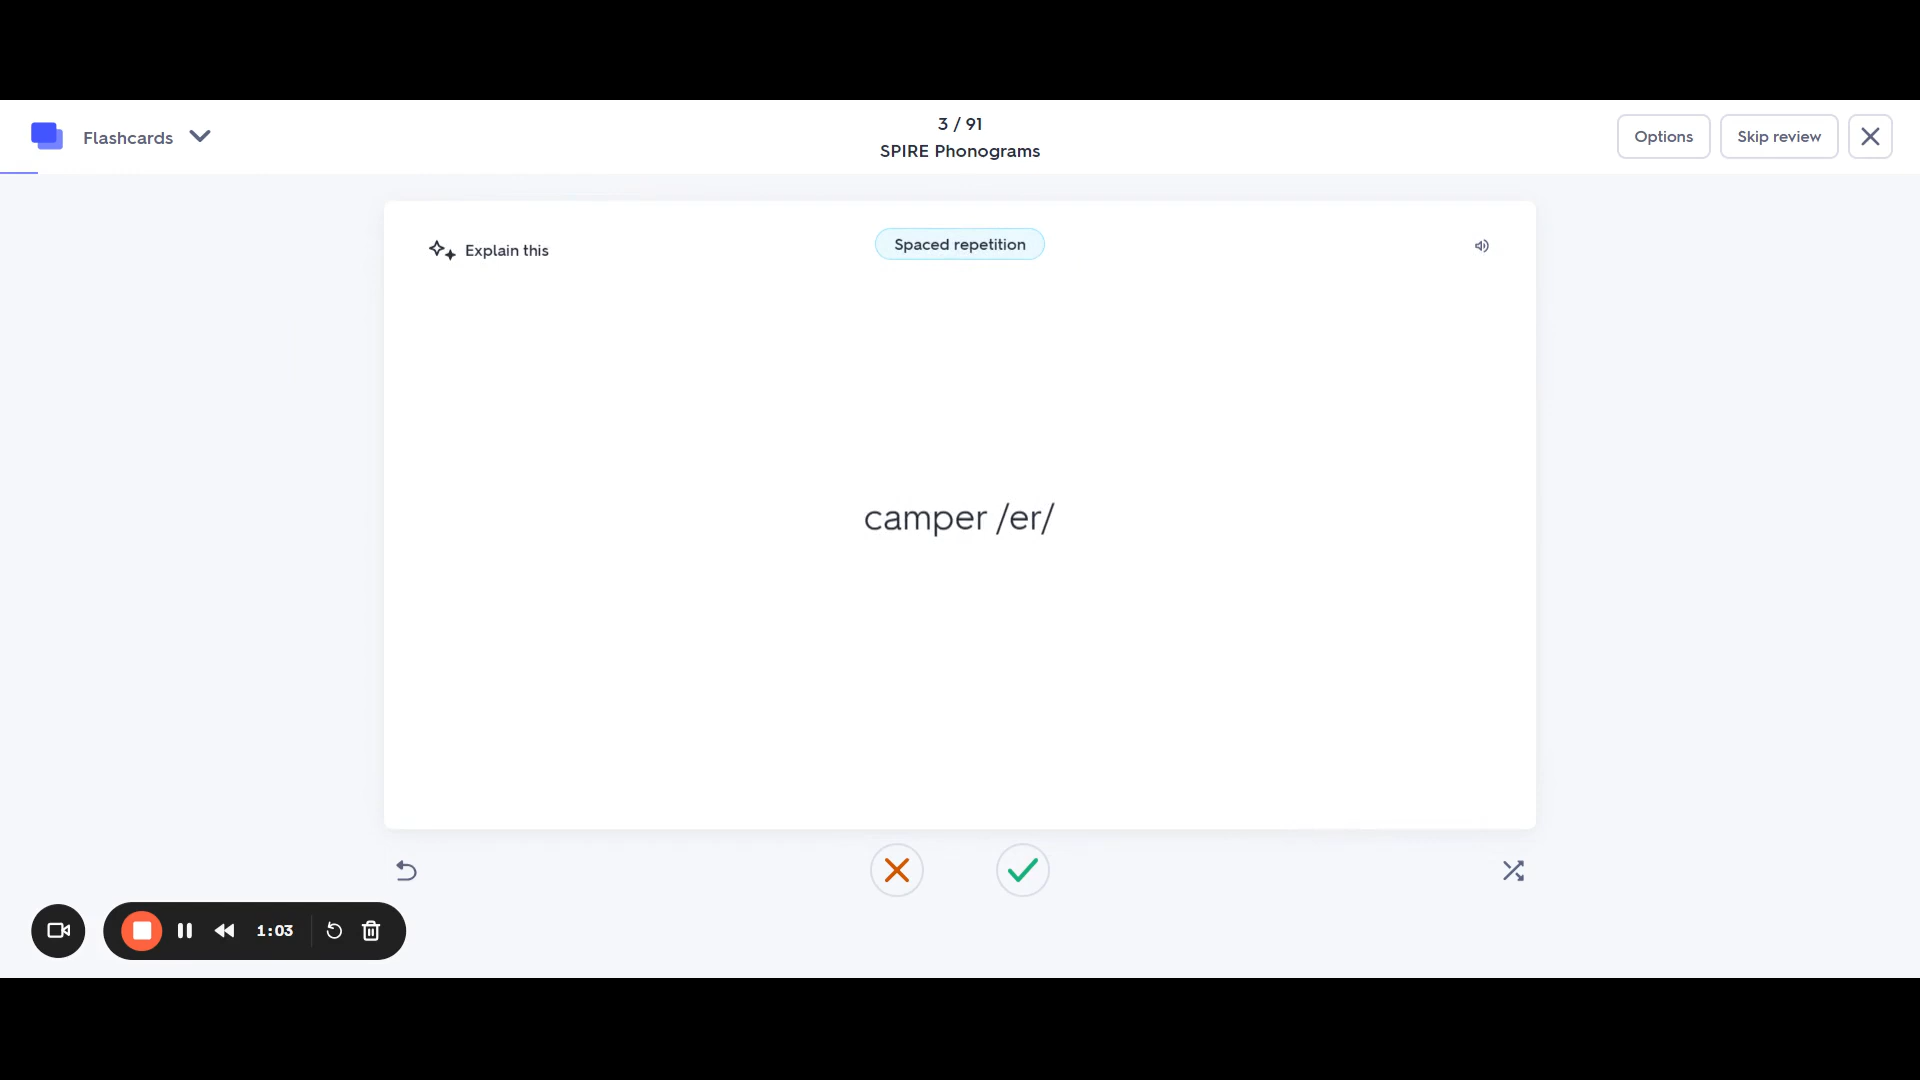 Flashcards
3 / 91
SPIRE Phonograms
Options
Skip review
Explain this
Spaced repetition
camper /er/
1:03